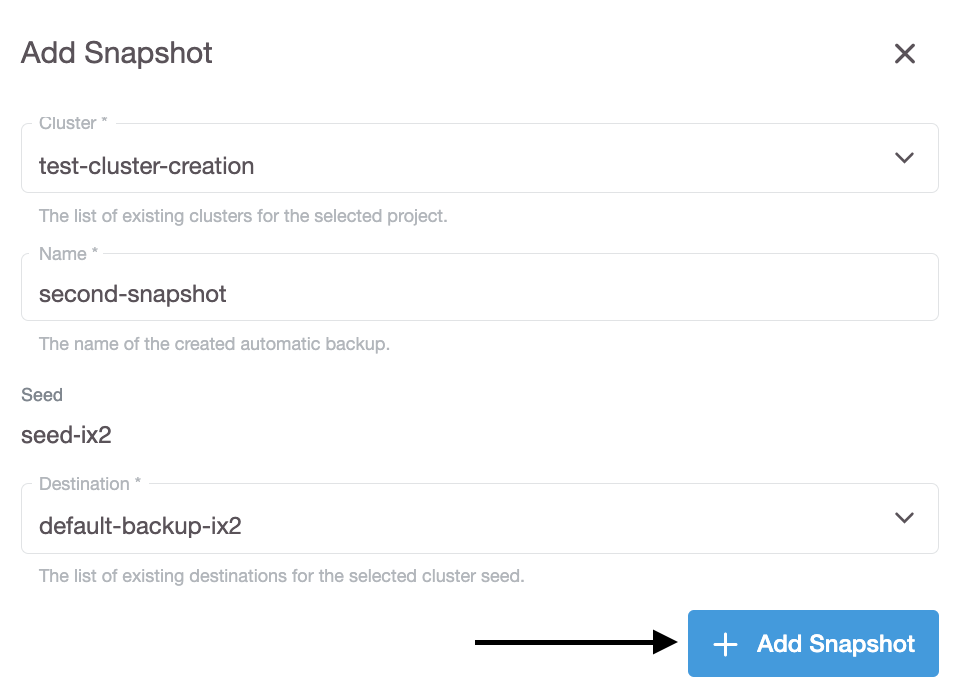 Add Snapshot
Cluster *
test-cluster-creation
The list of existing clusters for the selected project.
Name *
second-snapshot
The name of the created automatic backup.
Seed
seed-ix2
Destination *
default-backup-ix2
The list of existing destinations for the selected cluster seed.
Add Snapshot